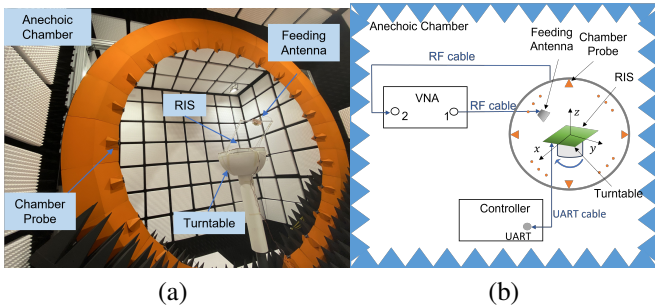 Anechoic
Chamber
Feeding
Antenna
RIS
Chamber
Probe
Turntable
(a)
Anechoic Chamber
Feeding
Antenna
Chamber
Probe
RIS
RF cable
VNA
RF cable
2
1
z
x
y
Turntable
Controller
UART cable
UART
(b)